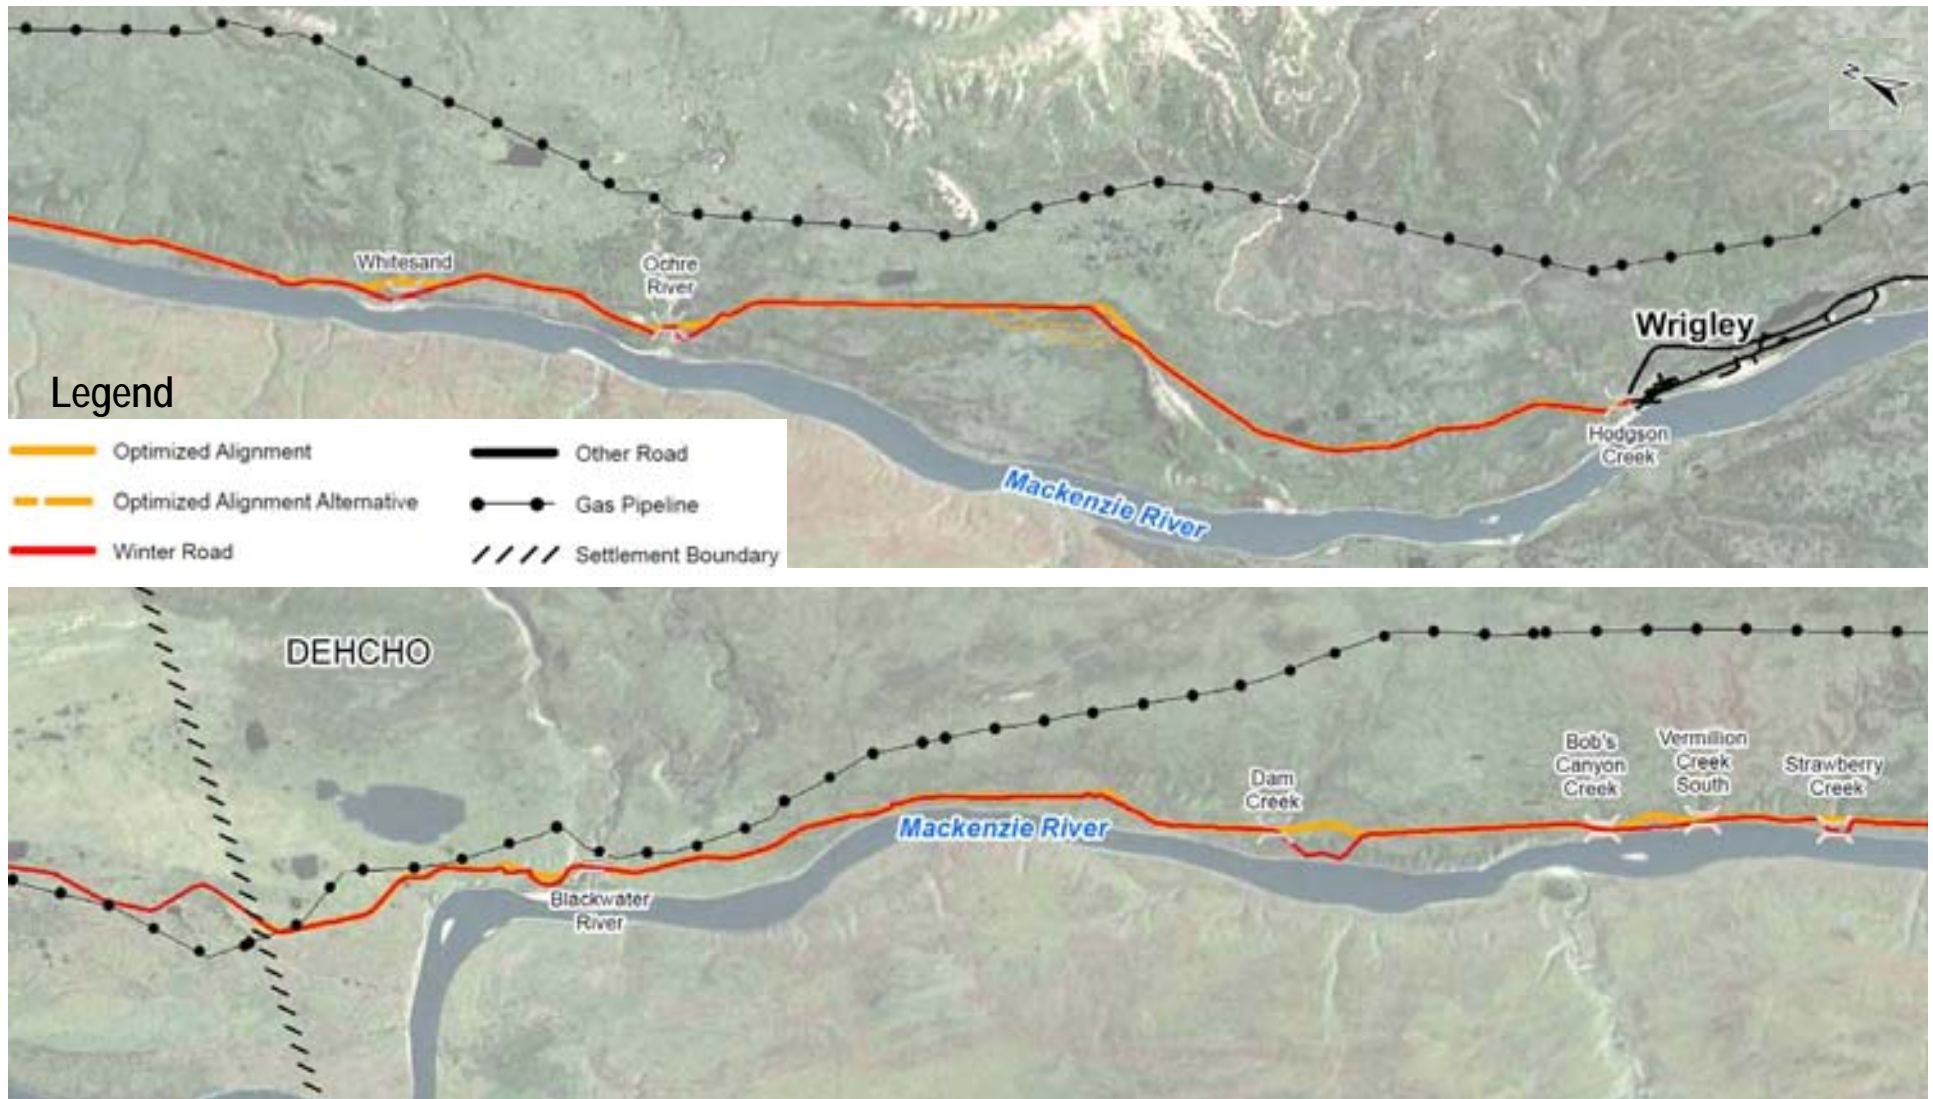 N
Whitesand
Ochre
River
Wrigley
Hodgson
Creek
Mackenzie River
Legend
Optimized Alignment
Optimized Alignment Alternative
Winter Road
Other Road
Gas Pipeline
Settlement Boundary
DEHCHO
Blackwater
River
Mackenzie River
Dam
Creek
Bob's
Canyon
Creek
Vermillion
Creek
South
Strawberry
Creek